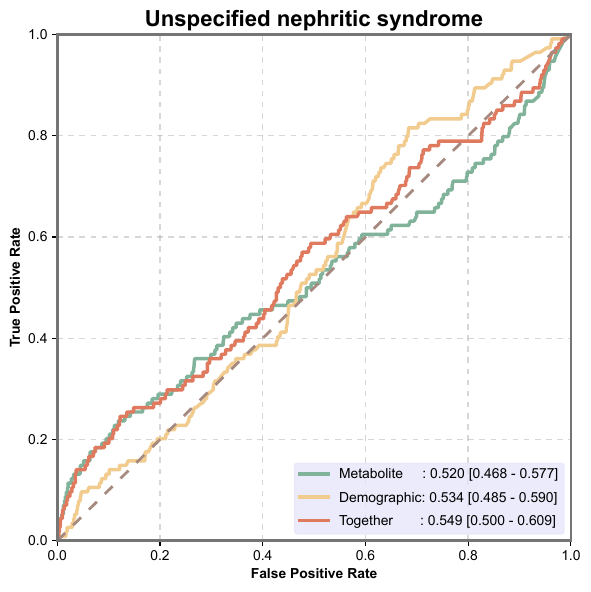 Unspecified nephritic syndrome
1.0
0.8
0.6
0.4
0.2
0.0
True Positive Rate
Metabolite : 0.520 [0.468 - 0.577]
Demographic: 0.534 [0.485 - 0.590]
Together : 0.549 [0.500 - 0.609]
0.0 0.2 0.4 0.6 0.8 1.0
False Positive Rate